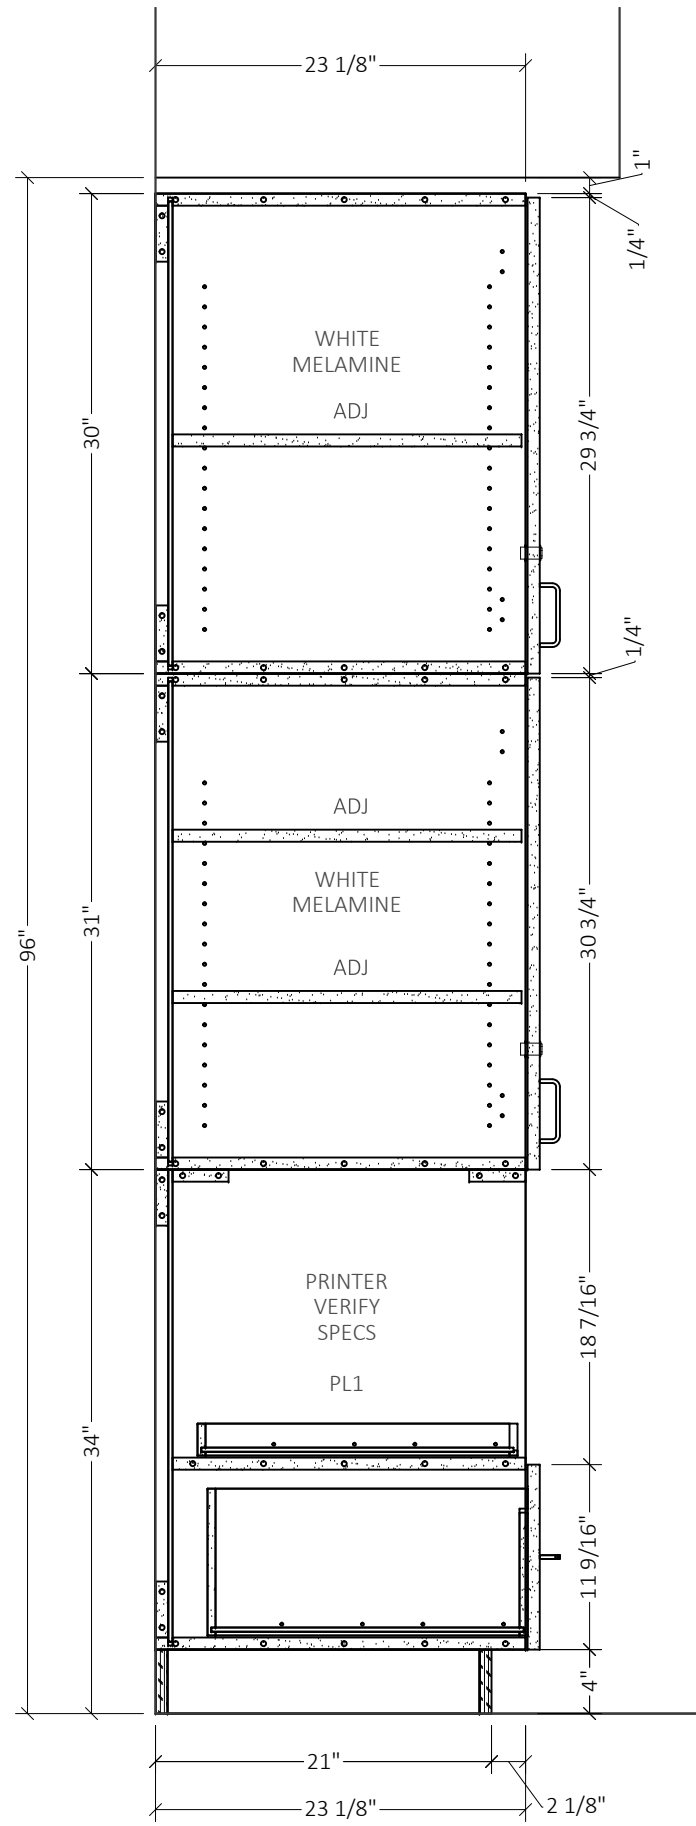 23 1/8"
1"
1/4"
WHITE
MELAMINE
ADJ
30"
29 3/4"
1/4"
ADJ
WHITE
MELAMINE
ADJ
31"
30 3/4"
96"
PRINTER
VERIFY
SPECS
PL1
18 7/16"
34"
11 9/16"
4"
21"
2 1/8"
23 1/8"